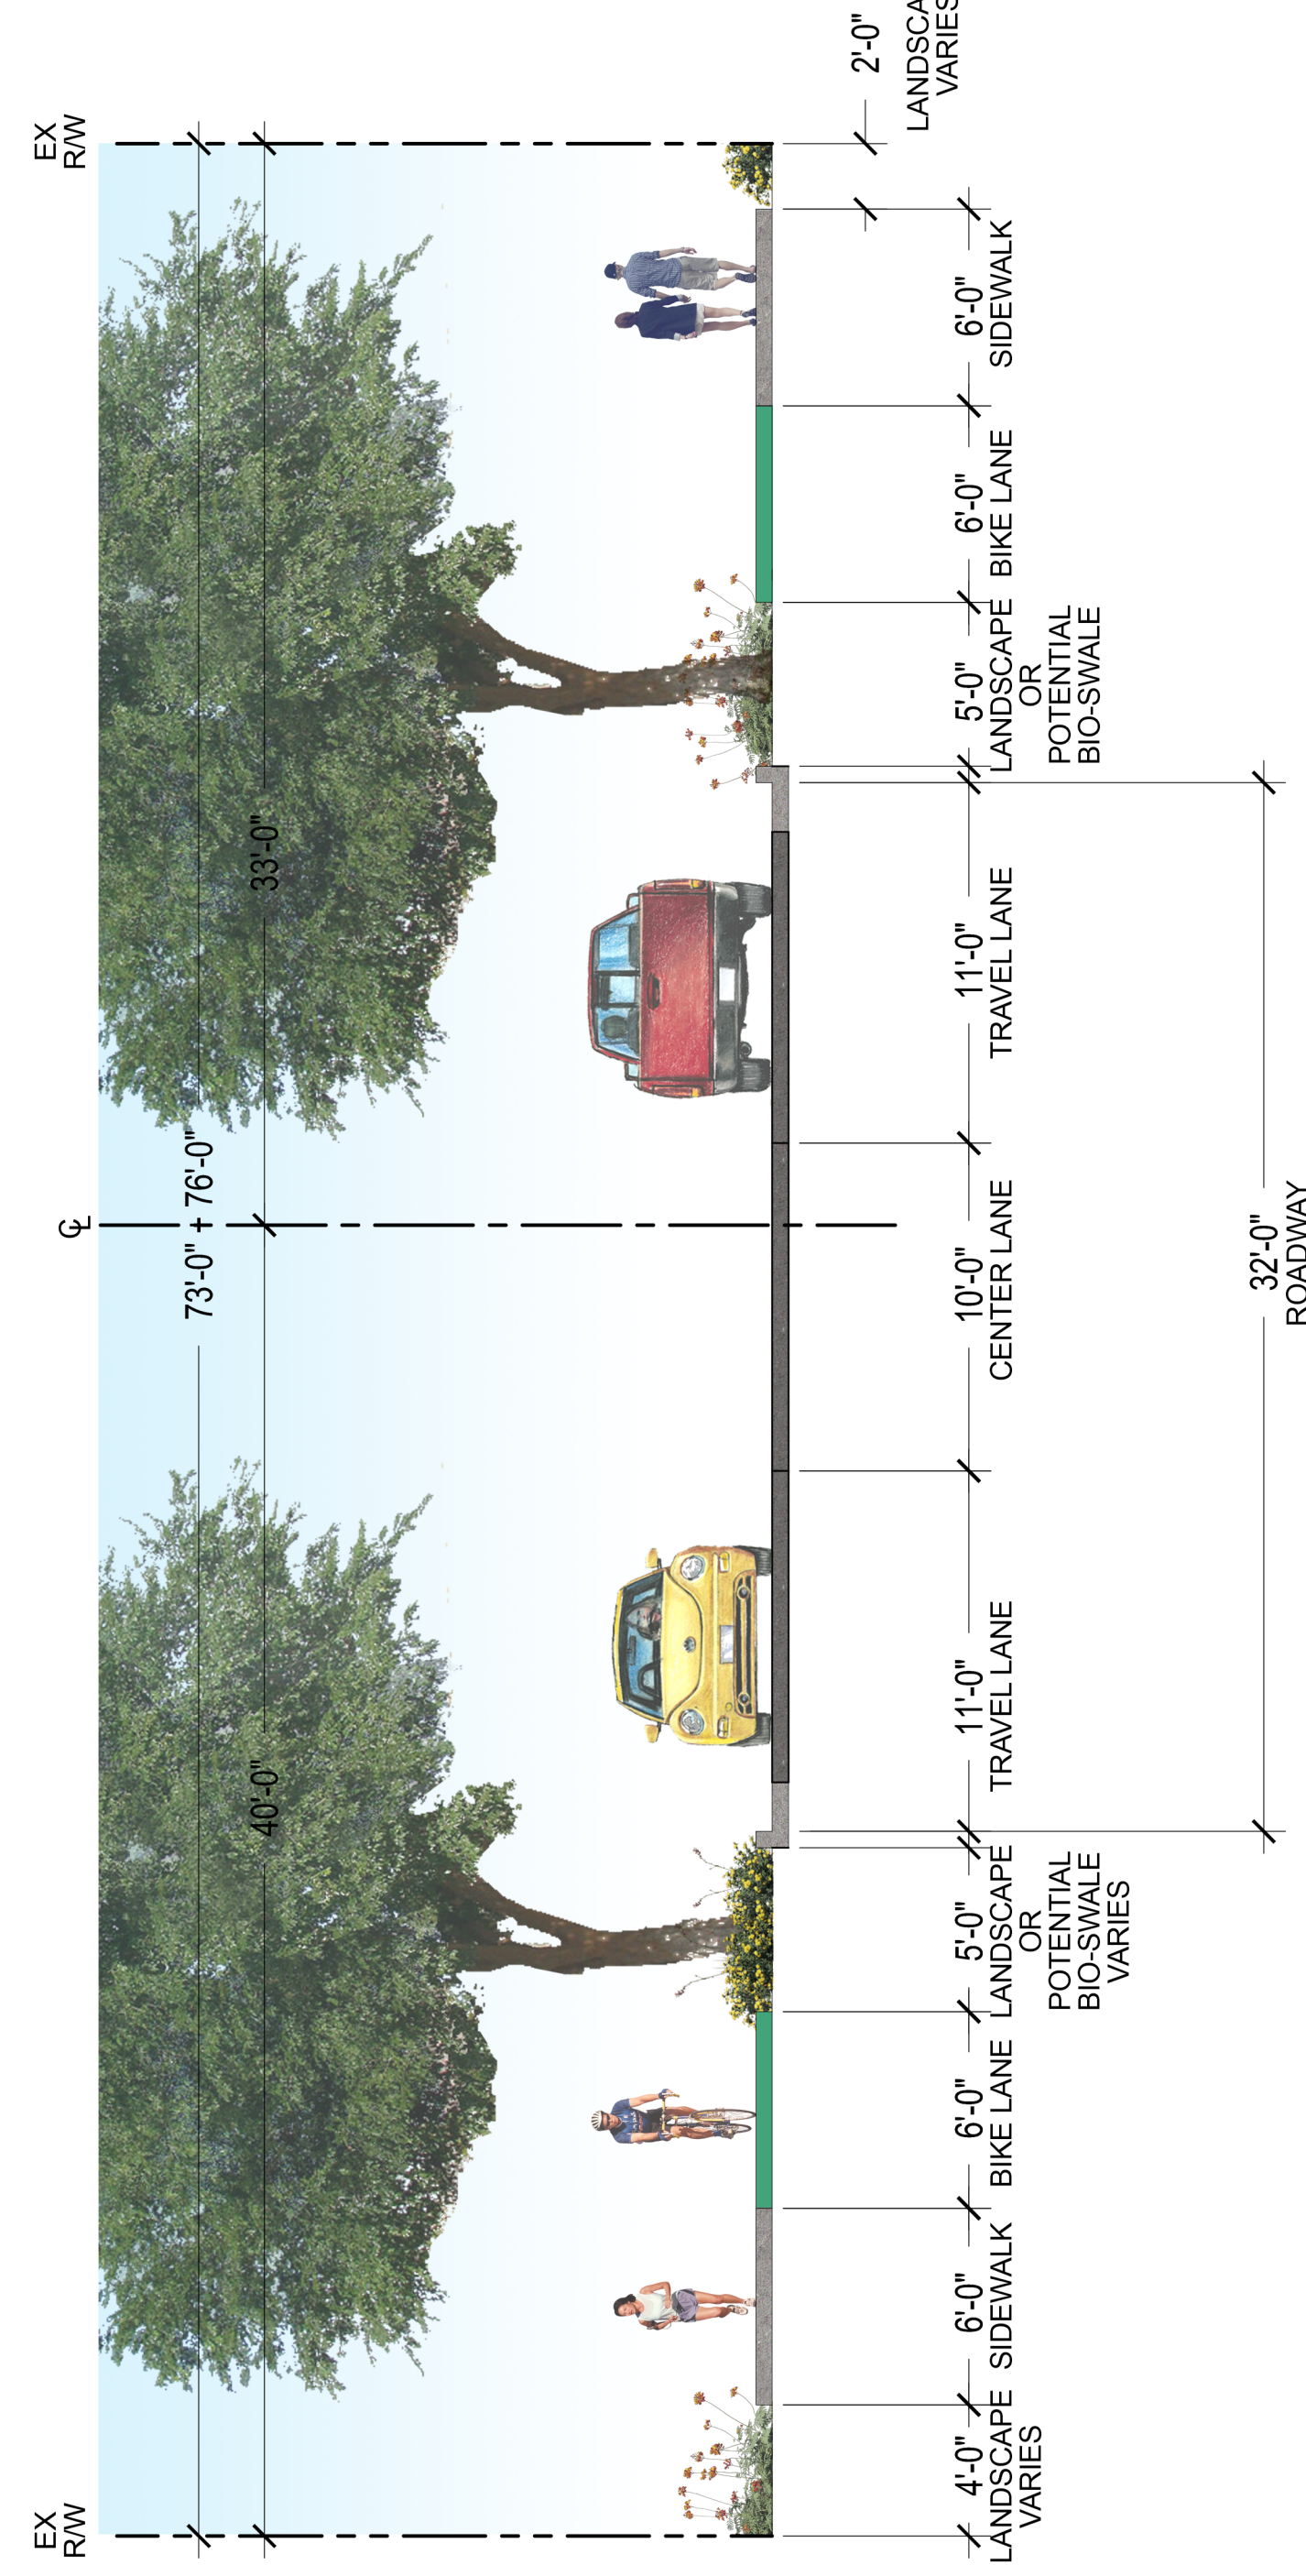 EX
R/W
℄
EX
R/W
73'-0" + 76'-0"
40'-0"
33'-0"
2'-0"
VARIES
4'-0"
LANDSCAPE
VARIES
6'-0"
SIDEWALK
6'-0"
BIKE LANE
5'-0"
LANDSCAPE
OR
POTENTIAL
BIO-SWALE
VARIES
11'-0"
TRAVEL LANE
10'-0"
CENTER LANE
11'-0"
TRAVEL LANE
5'-0"
LANDSCAPE
OR
POTENTIAL
BIO-SWALE
6'-0"
BIKE LANE
6'-0"
SIDEWALK
32'-0"
ROADWAY